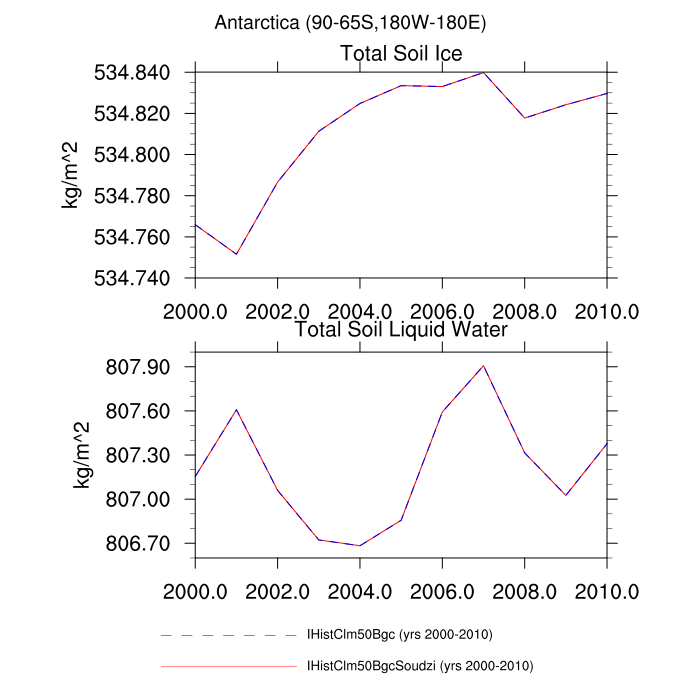 Antarctica (90-65S,180W-180E)
Total Soil Ice
534.840
534.820
534.800
534.780
534.760
534.740
kg/m^2
2000.0 2002.0 2004.0 2006.0 2008.0 2010.0
Total Soil Liquid Water
807.90
807.60
807.30
807.00
806.70
kg/m^2
2000.0 2002.0 2004.0 2006.0 2008.0 2010.0
IHistClm50Bgc (yrs 2000-2010)
IHistClm50BgcSoudzi (yrs 2000-2010)